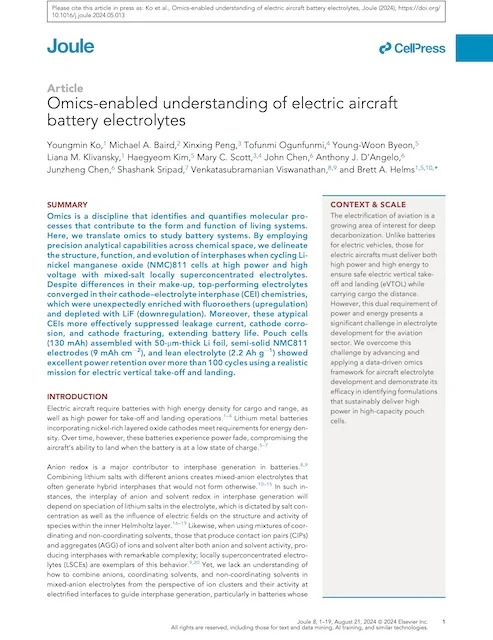 Please cite this article in press as: Ko et al., Omics-enabled understanding of electric aircraft battery electrolytes, Joule (2024), https://doi.org/
10.1016/j.joule.2024.05.013
Joule
CellPress
Article
Omics-enabled understanding of electric aircraft
battery electrolytes
Youngmin Ko,1 Michael A. Baird,2 Xinxing Peng,3 Tofunmi Ogunfunmi,4 Young-Woon Byeon,5
Liana M. Klivansky,1 Haegyeom Kim,5 Mary C. Scott,3,4 John Chen,6 Anthony J. D'Angelo,6
Junzheng Chen,6 Shashank Sripad,7 Venkatasubramanian Viswanathan,8,9 and Brett A. Helms1,5,10,*
SUMMARY
Omics is a discipline that identifies and quantifies molecular pro-
cesses that contribute to the form and function of living systems.
Here, we translate omics to study battery systems. By employing
precision analytical capabilities across chemical space, we delineate
the structure, function, and evolution of interphases when cycling Li-
nickel manganese oxide (NMC)811 cells at high power and high
voltage with mixed-salt locally superconcentrated electrolytes.
Despite differences in their make-up, top-performing electrolytes
converged in their cathode–electrolyte interphase (CEI) chemistries,
which were unexpectedly enriched with fluoroethers (upregulation)
and depleted with LiF (downregulation). Moreover, these atypical
CEIs more effectively suppressed leakage current, cathode corro-
sion, and cathode fracturing, extending battery life. Pouch cells
(130 mAh) assembled with 50-μm-thick Li foil, semi-solid NMC811
electrodes (9 mAh cm−2), and lean electrolyte (2.2 Ah g−1) showed
excellent power retention over more than 100 cycles using a realistic
mission for electric vertical take-off and landing.
INTRODUCTION
Electric aircraft require batteries with high energy density for cargo and range, as
well as high power for take-off and landing operations.1–4 Lithium metal batteries
incorporating nickel-rich layered oxide cathodes meet requirements for energy den-
sity. Over time, however, these batteries experience power fade, compromising the
aircraft's ability to land when the battery is at a low state of charge.5–7
Anion redox is a major contributor to interphase generation in batteries.8,9
Combining lithium salts with different anions creates mixed-anion electrolytes that
often generate hybrid interphases that would not form otherwise.10–15 In such in-
stances, the interplay of anion and solvent redox in interphase generation will
depend on speciation of lithium salts in the electrolyte, which is dictated by salt con-
centration as well as the influence of electric fields on the structure and activity of
species within the inner Helmholtz layer.16–19 Likewise, when using mixtures of coor-
dinating and non-coordinating solvents, those that produce contact ion pairs (CIPs)
and aggregates (AGG) of ions and solvent alter both anion and solvent activity, pro-
ducing interphases with remarkable complexity; locally superconcentrated electro-
lytes (LSCEs) are exemplars of this behavior.9,20 Yet, we lack an understanding of
how to combine anions, coordinating solvents, and non-coordinating solvents in
mixed-anion electrolytes from the perspective of ion clusters and their activity at
electrified interfaces to guide interphase generation, particularly in batteries whose
CONTEXT & SCALE
The electrification of aviation is a
growing area of interest for deep
decarbonization. Unlike batteries
for electric vehicles, those for
electric aircrafts must deliver both
high power and high energy to
ensure safe electric vertical take-
off and landing (eVTOL) while
carrying cargo the distance.
However, this dual requirement of
power and energy presents a
significant challenge in electrolyte
development for the aviation
sector. We overcome this
challenge by advancing and
applying a data-driven omics
framework for aircraft electrolyte
development and demonstrate its
efficacy in identifying formulations
that sustainably deliver high
power in high-capacity pouch
cells.
Joule 8, 1–19, August 21, 2024 © 2024 Elsevier Inc. 1
All rights are reserved, including those for text and data mining, AI training, and similar technologies.